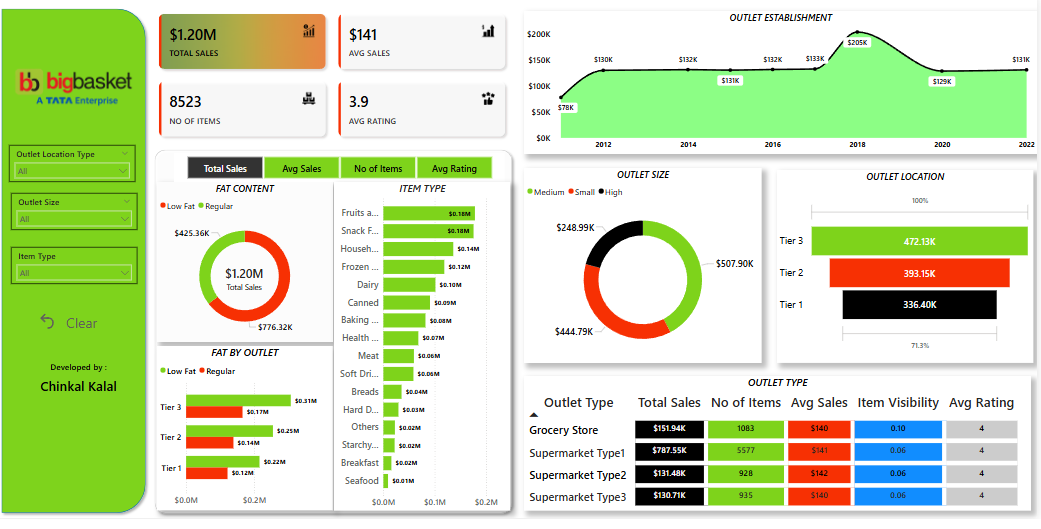 bb bigbasket
A TATA Enterprise
Outlet Location Type
All
Outlet Size
All
Item Type
All
Clear
Developed by :
Chinkal Kalal
$1.20M
TOTAL SALES
$141
AVG SALES
8523
NO OF ITEMS
3.9
AVG RATING
Total Sales Avg Sales No of Items Avg Rating
FAT CONTENT
Low Fat Regular
$425.36K
$1.20M
Total Sales
$776.32K
FAT BY OUTLET
Low Fat Regular
Tier 3 $0.31M
$0.17M
Tier 2 $0.25M
$0.14M
Tier 1 $0.22M
$0.12M
$0.0M $0.2M
ITEM TYPE
Fruits a... $0.18M
Snack F... $0.18M
Househ... $0.14M
Frozen ... $0.12M
Dairy $0.10M
Canned $0.09M
Baking ... $0.08M
Health ... $0.07M
Meat $0.06M
Soft Dri... $0.06M
Breads $0.04M
Hard D... $0.03M
Others $0.02M
Starchy... $0.02M
Breakfast $0.02M
Seafood $0.01M
$0.0M $0.1M $0.2M
OUTLET ESTABLISHMENT
$200K
$150K
$100K
$50K
$0K
$78K $130K $132K $131K $132K $133K $205K $129K $131K
2012 2014 2016 2018 2020 2022
OUTLET SIZE
Medium Small High
$248.99K
$507.90K
$444.79K
OUTLET LOCATION
100%
Tier 3 472.13K
Tier 2 393.15K
Tier 1 336.40K
71.3%
OUTLET TYPE
Outlet Type Total Sales No of Items Avg Sales Item Visibility Avg Rating
Grocery Store $151.94K 1083 $140 0.10 4
Supermarket Type1 $787.55K 5577 $141 0.06 4
Supermarket Type2 $131.48K 928 $142 0.06 4
Supermarket Type3 $130.71K 935 $140 0.06 4